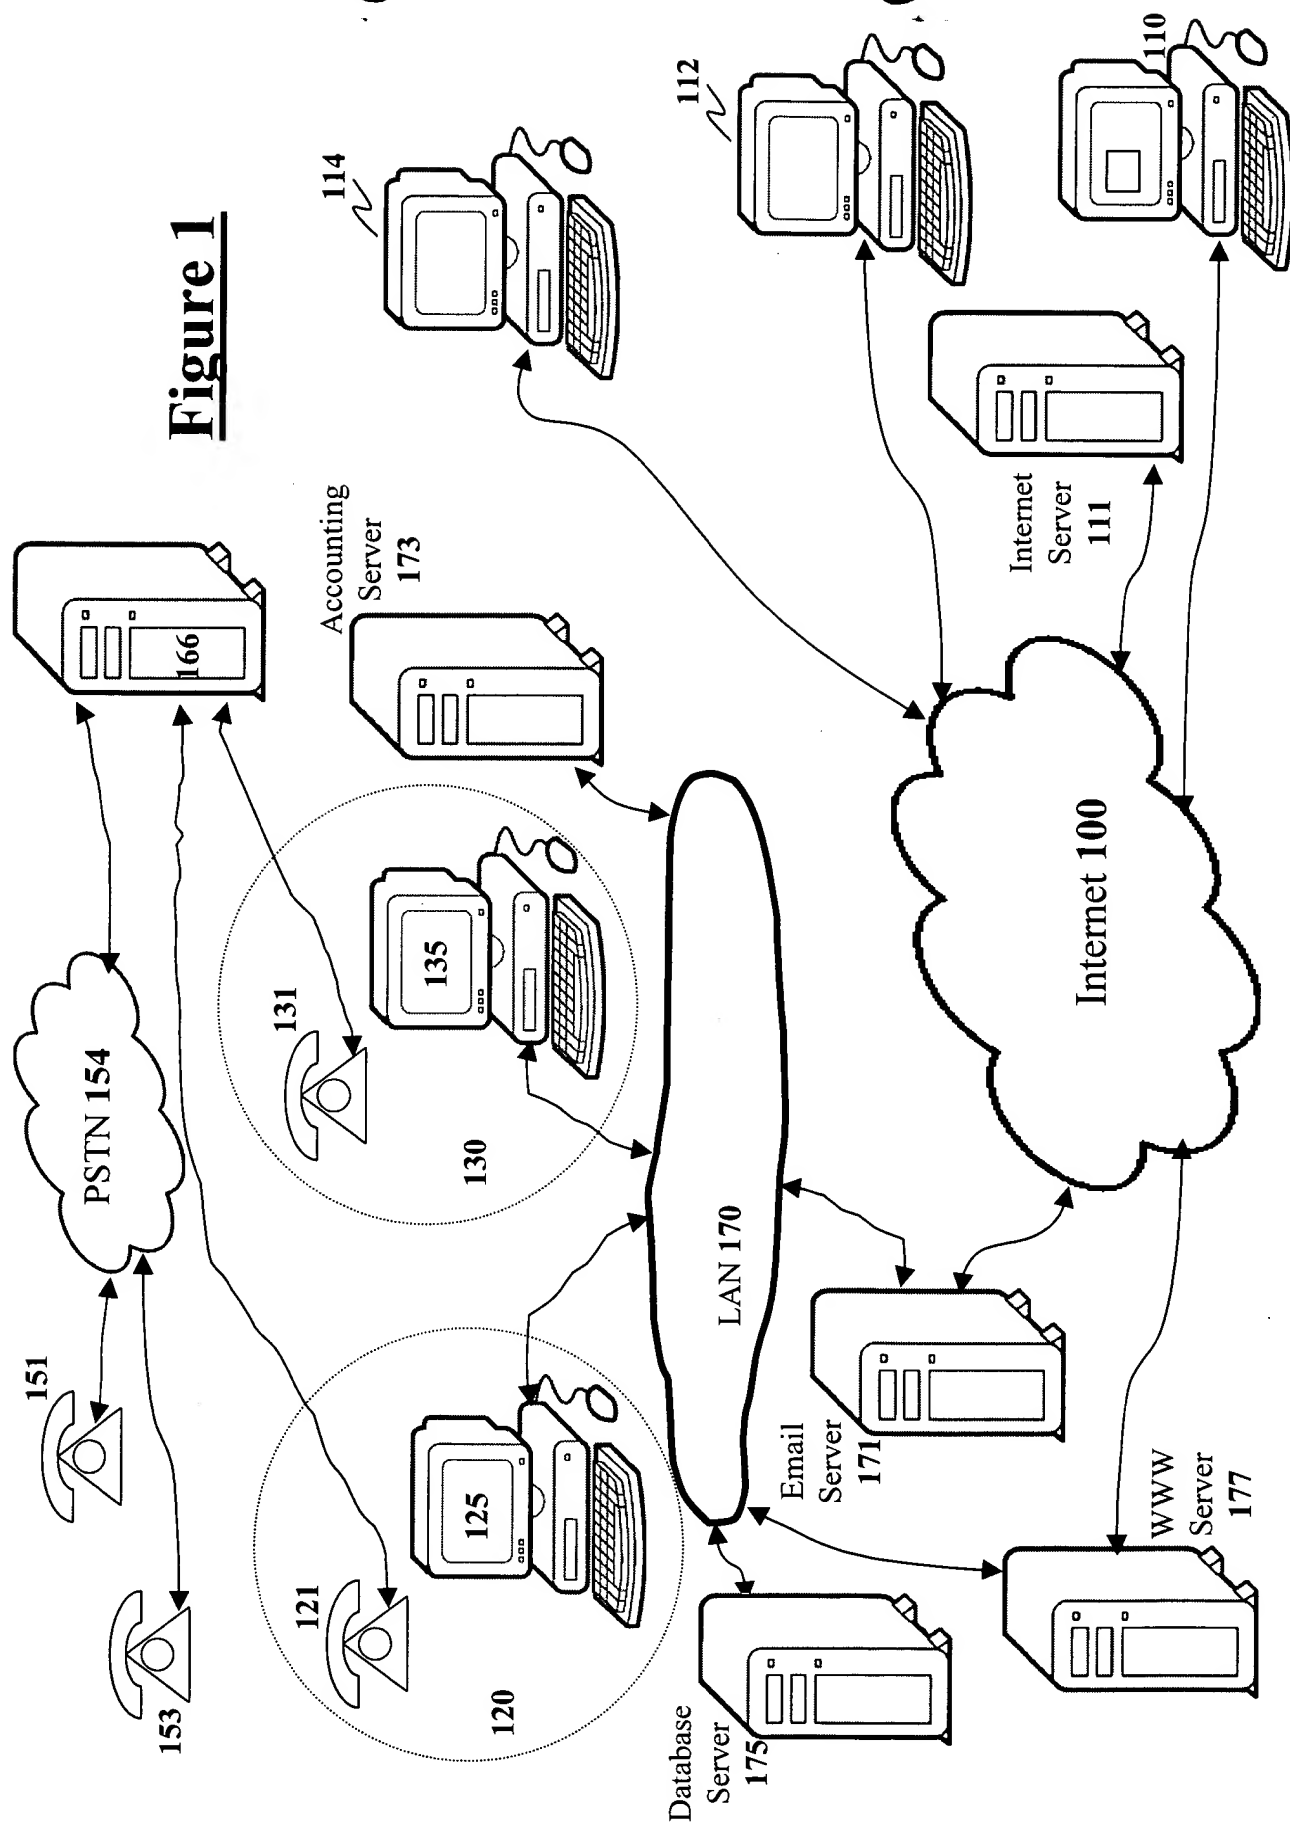 Figure 1
153
151
PSTN 154
166
121
120
125
131
130
135
Accounting
Server
173
114
Database
Server
175
LAN 170
Email
Server
171
WWW
Server
177
Internet 100
Internet
Server
111
112
110